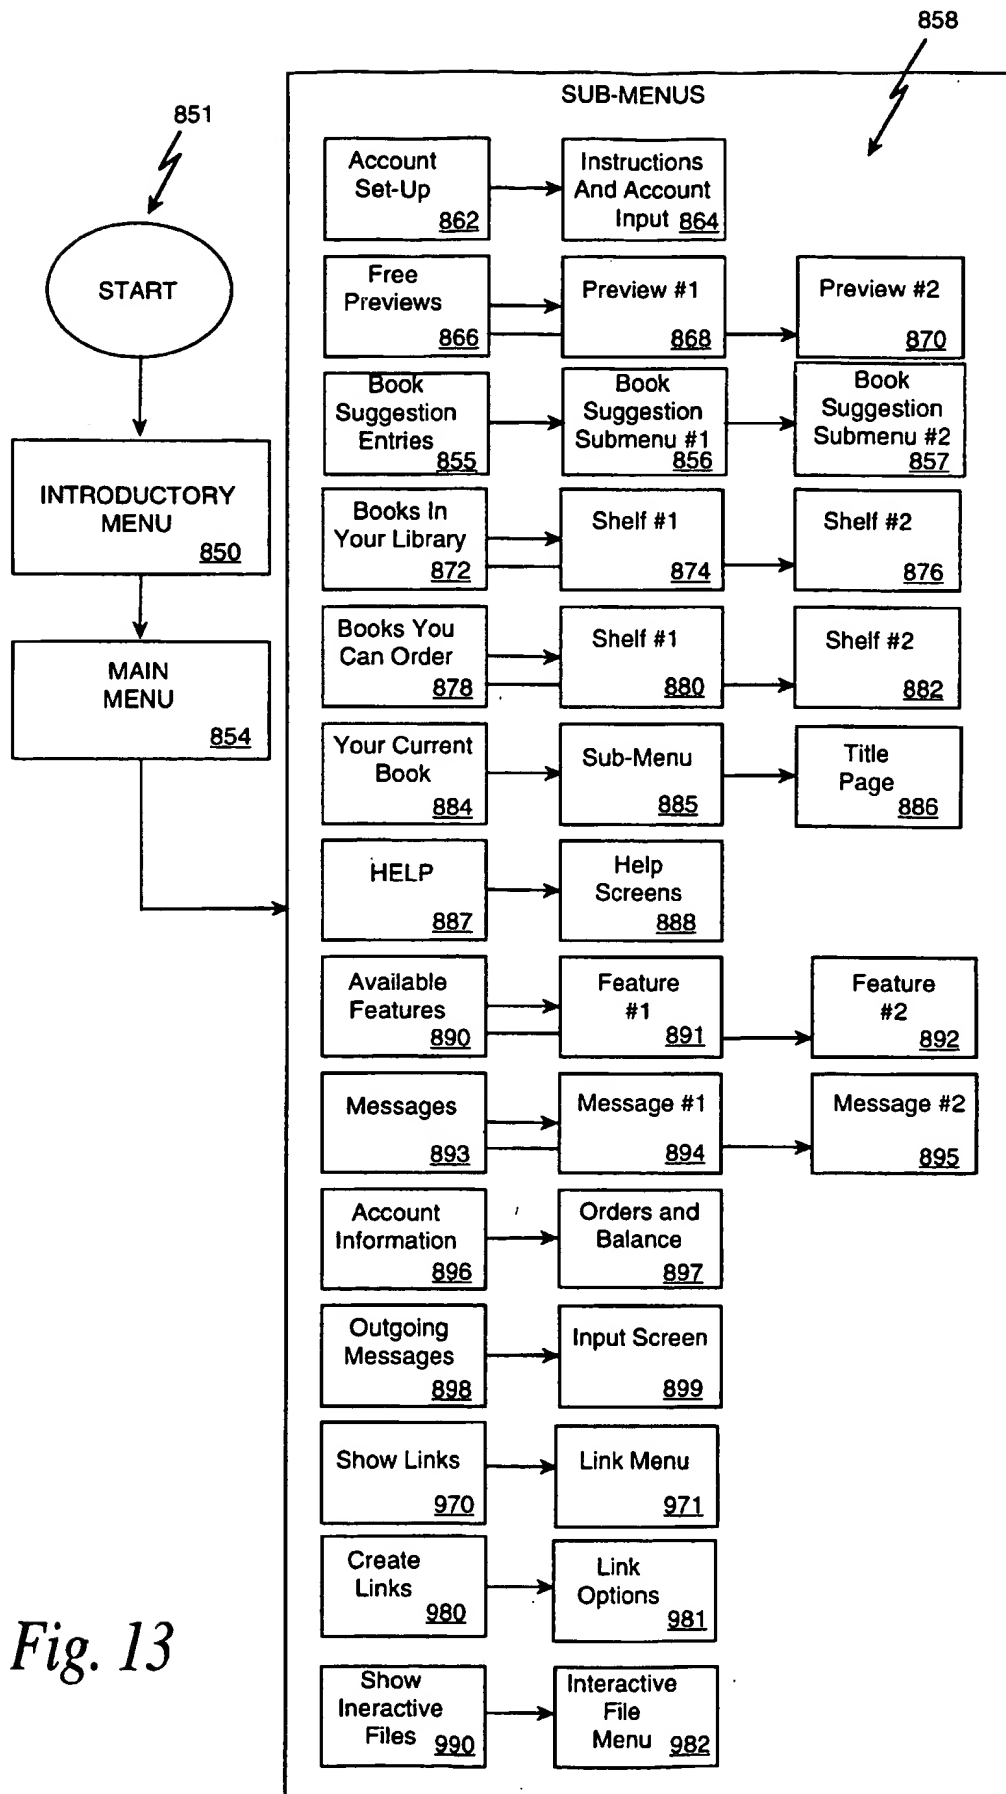 858
SUB-MENUS
851
START
INTRODUCTORY
MENU
850
MAIN
MENU
854
Account
Set-Up
862
Instructions
And Account
Input 864
Free
Previews
866
Preview #1
868
Preview #2
870
Book
Suggestion
Entries
855
Book
Suggestion
Submenu #1
856
Book
Suggestion
Submenu #2
857
Books In
Your Library
872
Shelf #1
874
Shelf #2
876
Books You
Can Order
878
Shelf #1
880
Shelf #2
882
Your Current
Book
884
Sub-Menu
885
Title
Page
886
HELP
887
Help
Screens
888
Available
Features
890
Feature
#1
891
Feature
#2
892
Messages
893
Message #1
894
Message #2
895
Account
Information
896
Orders and
Balance
897
Outgoing
Messages
898
Input Screen
899
Show Links
970
Link Menu
971
Create
Links
980
Link
Options
981
Show
Ineractive
Files 990
Interactive
File
Menu 982
Fig. 13